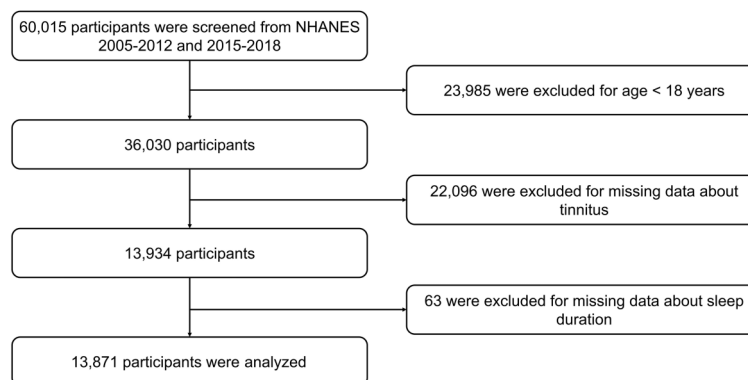 60,015 participants were screened from NHANES
2005-2012 and 2015-2018
23,985 were excluded for age < 18 years
36,030 participants
22,096 were excluded for missing data about
tinnitus
13,934 participants
63 were excluded for missing data about sleep
duration
13,871 participants were analyzed